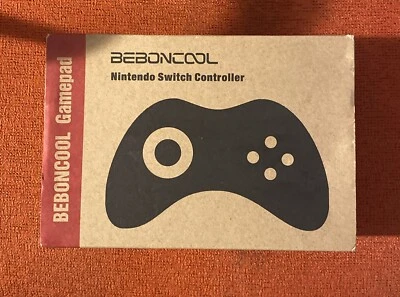 BEBONCOOL
Nintendo Switch Controller
BEBONCOOL Gamepad